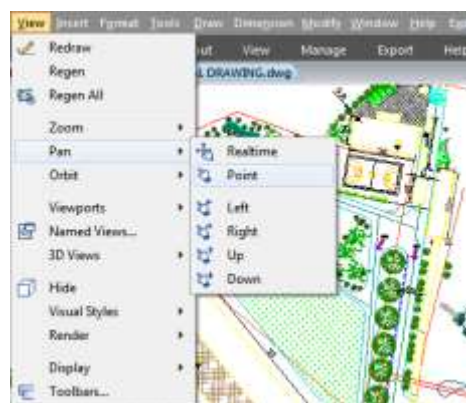 View Insert Format Tools Draw Dimension Modify Window Help
out View Manage Export Help
L DRAWING.dwg
Redraw
Regen
Regen All
Zoom
Pan
Orbit
Viewports
Named Views...
3D Views
Hide
Visual Styles
Render
Display
Toolbars...
Realtime
Point
Left
Right
Up
Down